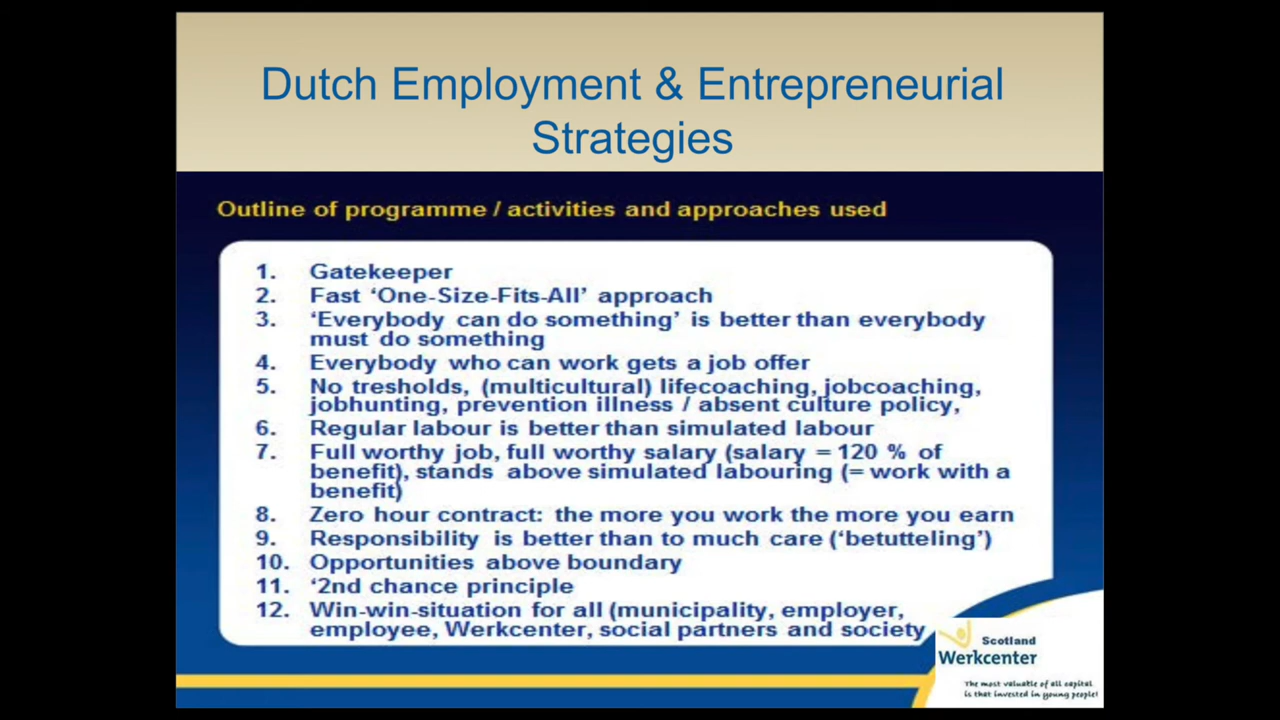 Dutch Employment & Entrepreneurial
Strategies
Outline of programme / activities and approaches used
1. Gatekeeper
2. Fast ‘One-Size-Fits-All’ approach
3. ‘Everybody can do something’ is better than everybody
must do something
4. Everybody who can work gets a job offer
5. No tresholds, (multicultural) lifecoaching, jobcoaching,
jobhunting, prevention illness / absent culture policy,
6. Regular labour is better than simulated labour
7. Full worthy job, full worthy salary (salary = 120 % of
benefit), stands above simulated labouring (= work with a
benefit)
8. Zero hour contract: the more you work the more you earn
9. Responsibility is better than to much care (‘betutteling’)
10. Opportunities above boundary
11. ‘2nd chance principle
12. Win-win-situation for all (municipality, employer,
employee, Werkcenter, social partners and society
Scotland
Werkcenter
The most valuable of all capital
is that invested in young people!